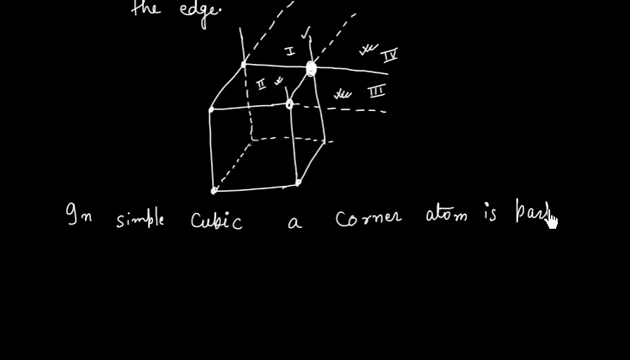 the edge.
I
IV
II
III
In simple cubic a corner atom is part